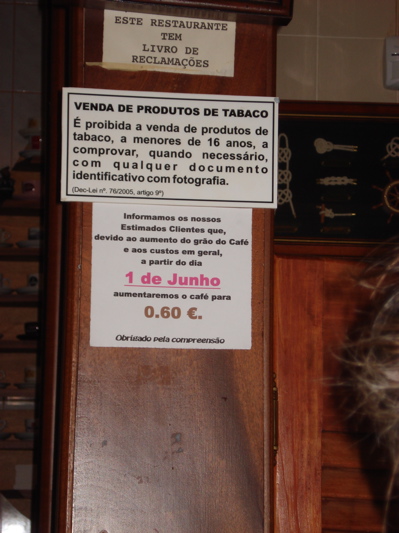 ESTE RESTAURANTE
TEM
LIVRO DE
RECLAMAÇÕES
VENDA DE PRODUTOS DE TABACO
É proibida a venda de produtos de
tabaco, a menores de 16 anos, a
comprovar, quando necessário,
com qualquer documento
identificativo com fotografia.
(Dec-Lei nº. 76/2005, artigo 9º)
Informamos os nossos
Estimados Clientes que,
devido ao aumento do grão do Café
e aos custos em geral,
a partir do dia
1 de Junho
aumentaremos o café para
0.60 €.
Obrigado pela compreensão